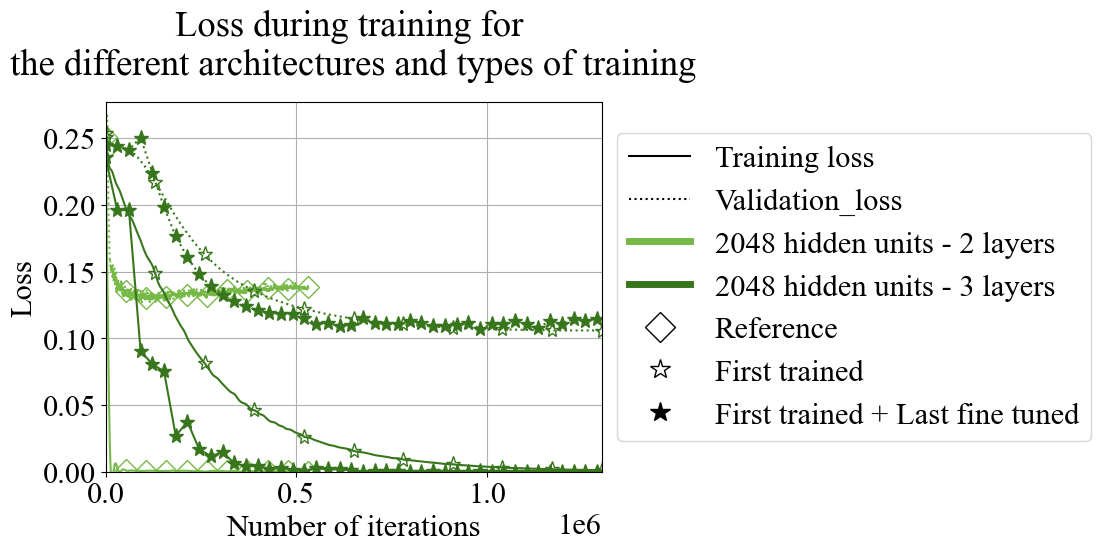 Loss during training for
the different architectures and types of training
Loss
0.25
0.20
0.15
0.10
0.05
0.00
0.0
0.5
1.0
1e6
Number of iterations
Training loss
Validation_loss
2048 hidden units - 2 layers
2048 hidden units - 3 layers
Reference
First trained
First trained + Last fine tuned